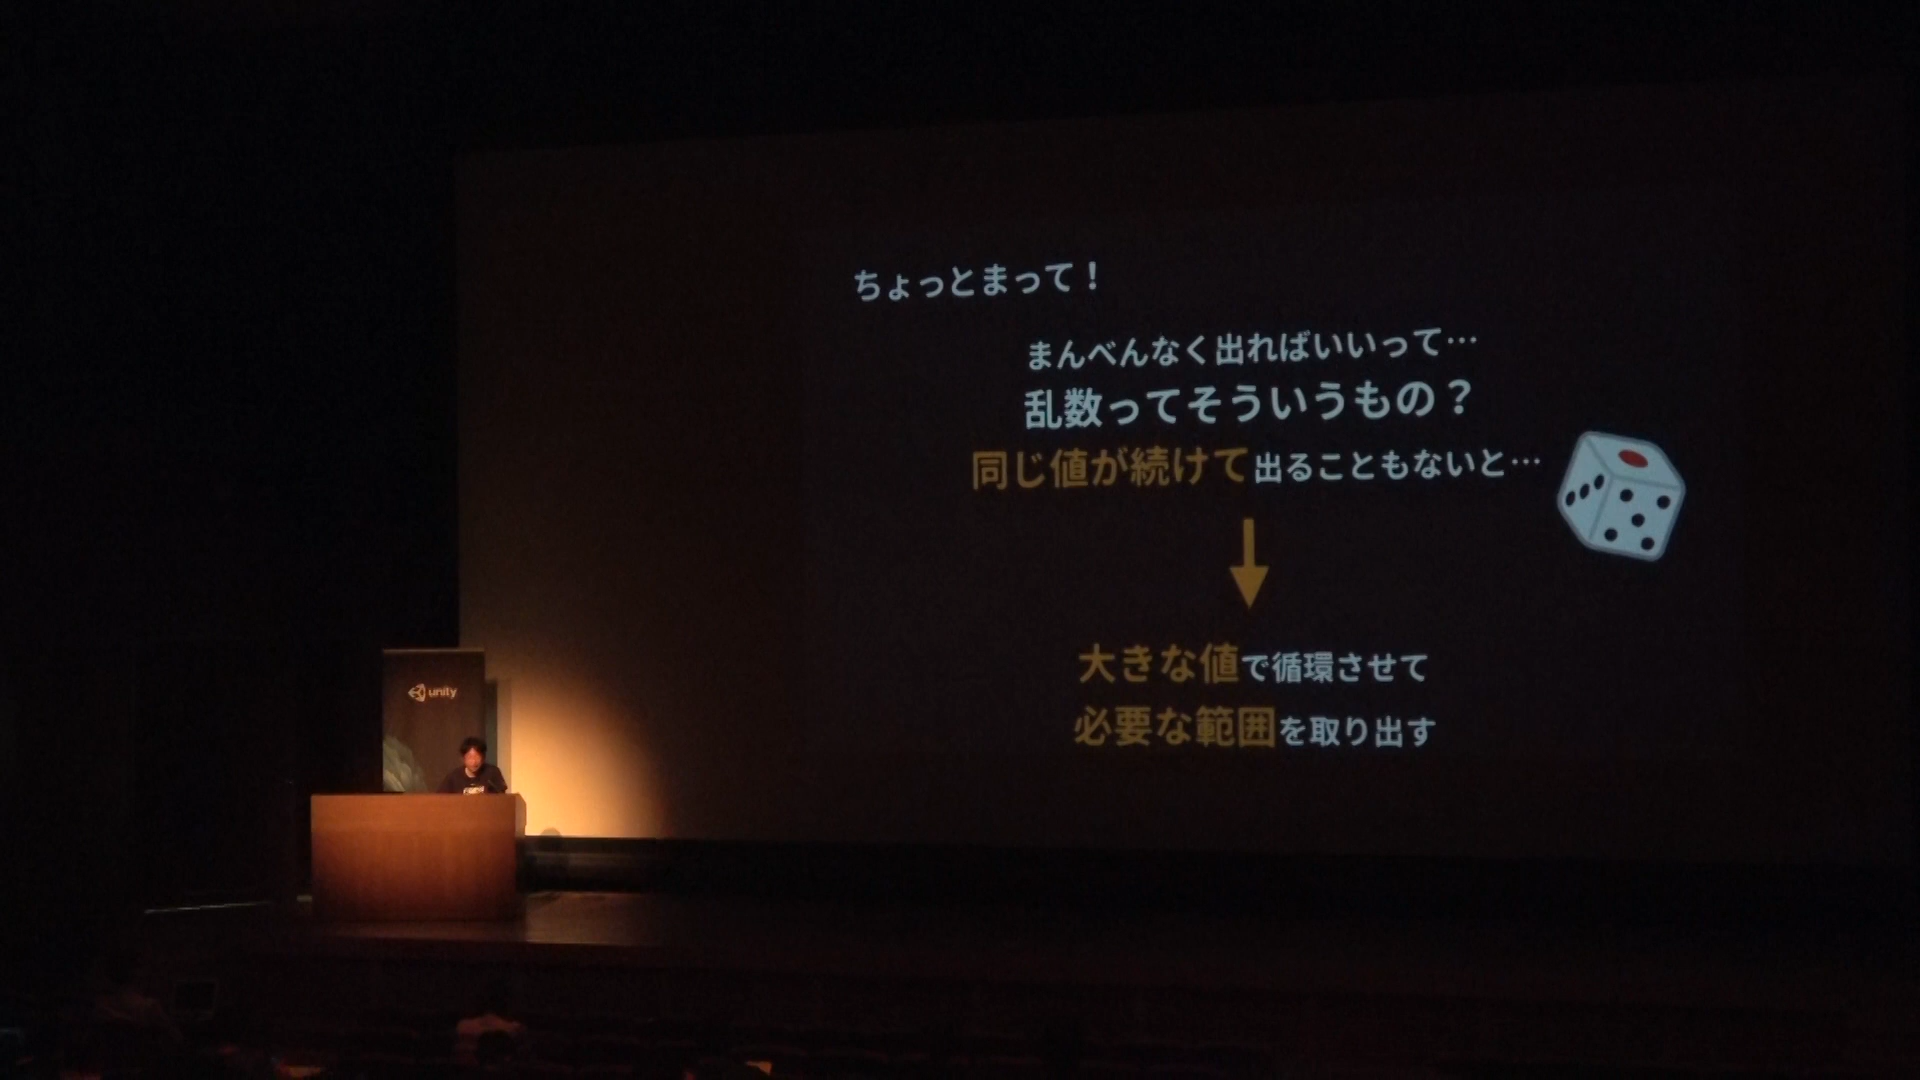 ちょっとまって！
まんべんなく出ればいいって…
乱数ってそういうもの？
同じ値が続けて出ることもないと…
大きな値で循環させて
必要な範囲を取り出す
unity